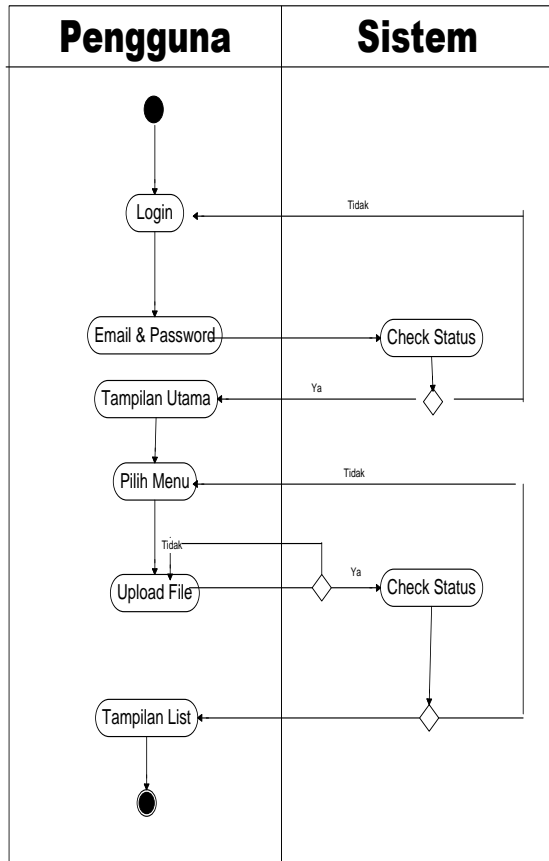 Pengguna
Sistem
Login
Tidak
Email & Password
Check Status
Tampilan Utama
Ya
Pilih Menu
Tidak
Tidak
Upload File
Ya
Check Status
Tampilan List